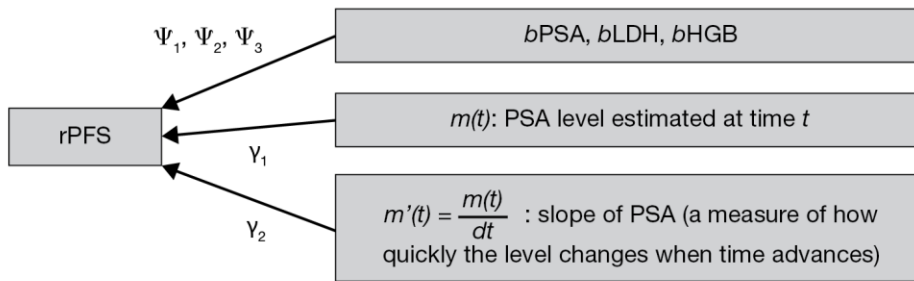 Ψ₁, Ψ₂, Ψ₃
bPSA, bLDH, bHGB
rPFS
m(t): PSA level estimated at time t
γ₁
m’(t) = m(t)/dt : slope of PSA (a measure of how
quickly the level changes when time advances)
γ₂